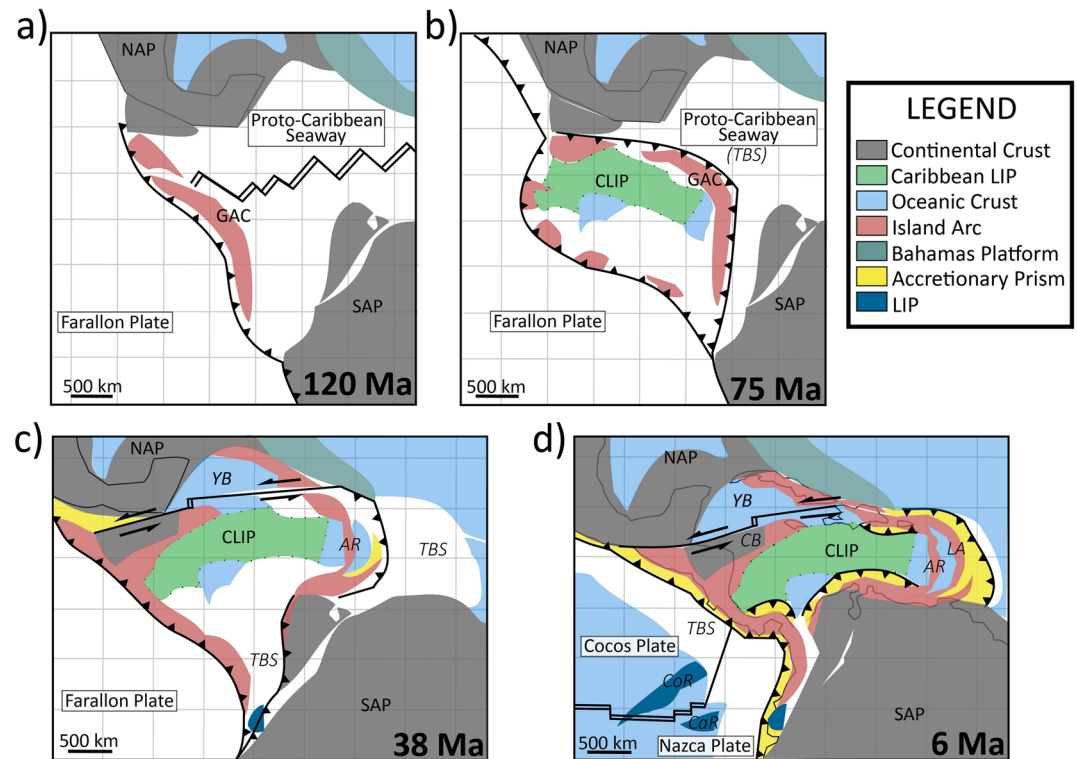 a)
NAP
Proto-Caribbean
Seaway
GAC
SAP
Farallon Plate
500 km
120 Ma
b)
NAP
Proto-Caribbean
Seaway
(TBS)
CLIP
GAC
SAP
Farallon Plate
500 km
75 Ma
LEGEND
Continental Crust
Caribbean LIP
Oceanic Crust
Island Arc
Bahamas Platform
Accretionary Prism
LIP
c)
NAP
YB
CLIP
AR
TBS
TBS
Farallon Plate
SAP
500 km
38 Ma
d)
NAP
YB
CB
CLIP
LA
AR
TBS
Cocos Plate
CoR
CaR
SAP
500 km
Nazca Plate
6 Ma